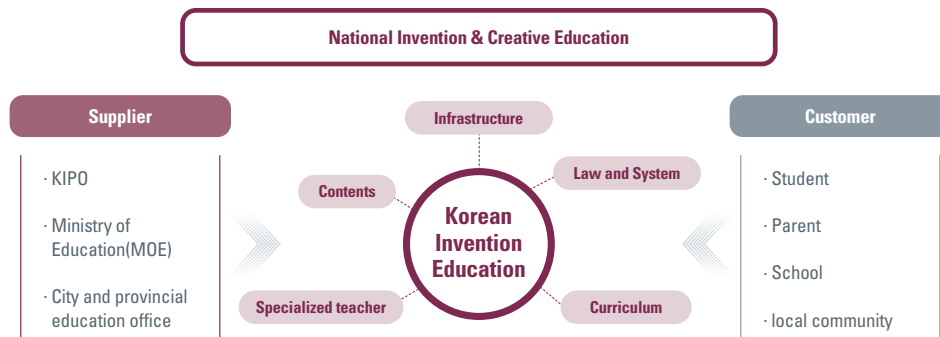 National Invention & Creative Education
Supplier
· KIPO
· Ministry of
Education(MOE)
· City and provincial
education office
Infrastructure
Contents
Law and System
Korean
Invention
Education
Specialized teacher
Curriculum
Customer
· Student
· Parent
· School
· local community